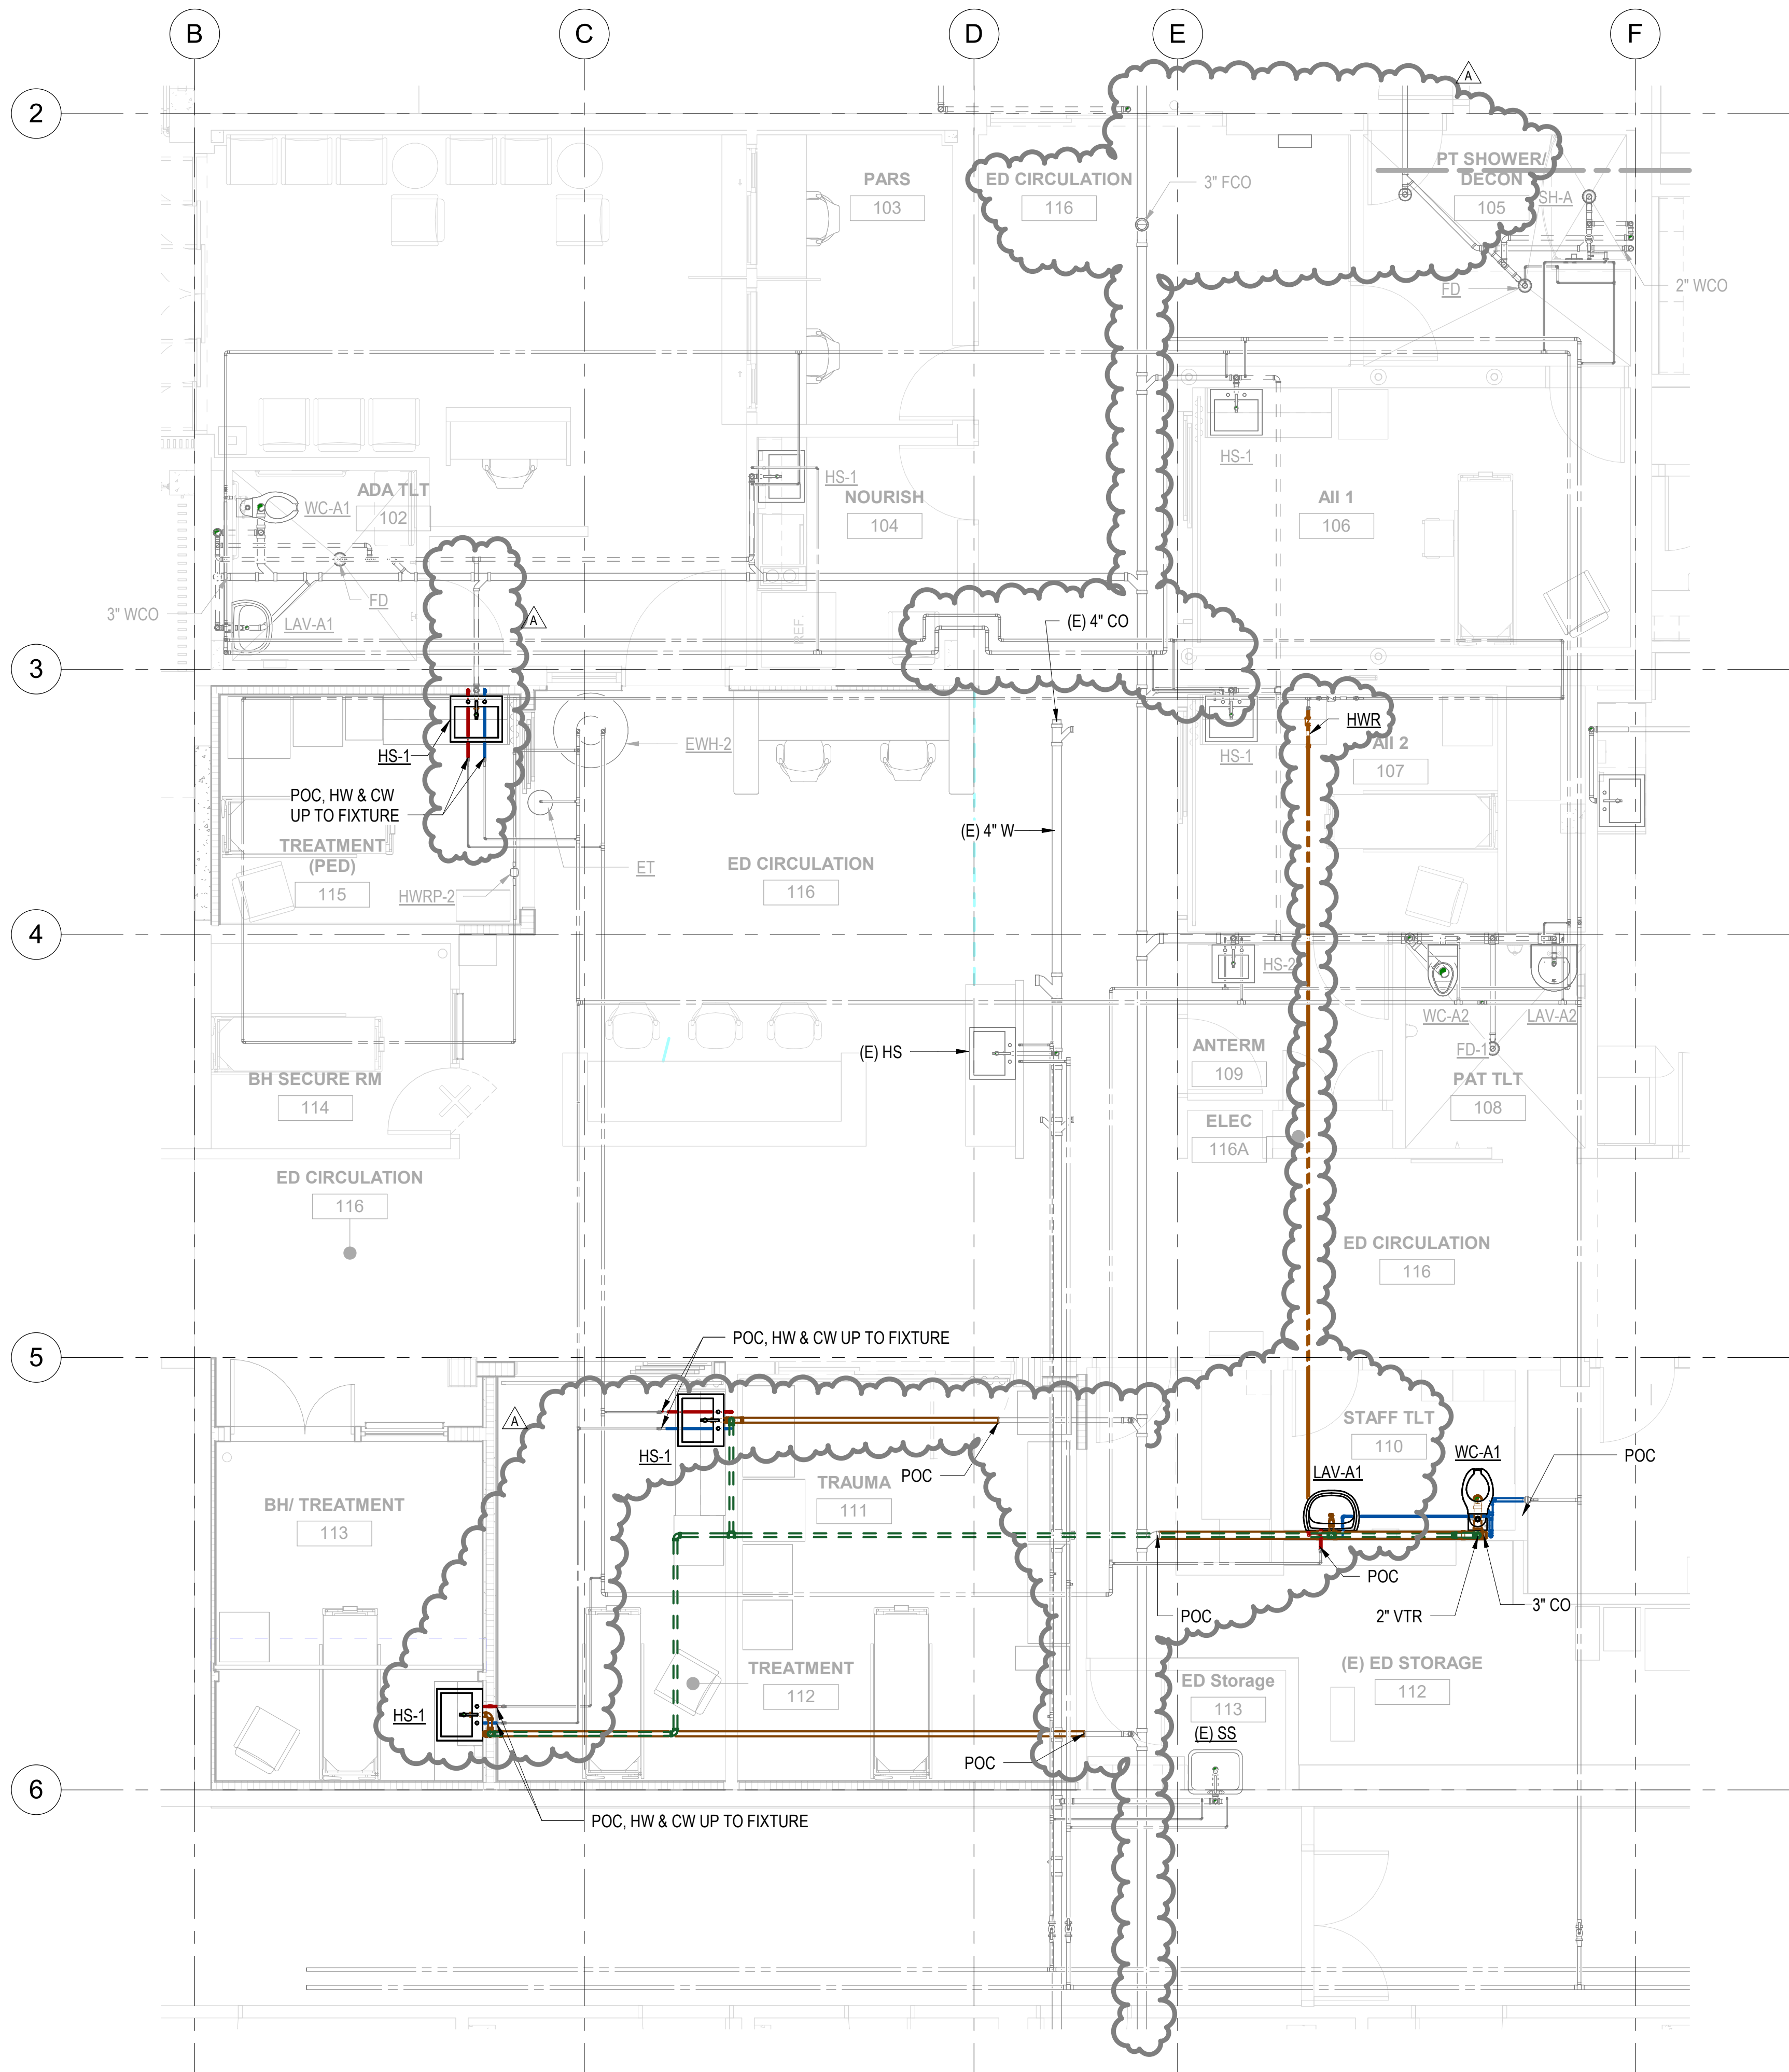 B
C
D
E
F
2
A
PT SHOWER/
DECON
105
PARS
103
ED CIRCULATION
116
3" FCO
SH-A
2" WCO
FD
HS-1
HS-1
ADA TLT
102
WC-A1
NOURISH
104
AII 1
106
3" WCO
FD
LAV-A1
A
REF.
(E) 4" CO
3
HS-1
POC, HW & CW
UP TO FIXTURE
EWH-2
HS-1
HWR
AII 2
107
TREATMENT
(PED)
115
HWRP-2
ET
ED CIRCULATION
116
(E) 4" W
4
HS-2
WC-A2
LAV-A2
FD-1
(E) HS
ANTERM
109
BH SECURE RM
114
PAT TLT
108
ELEC
116A
ED CIRCULATION
116
ED CIRCULATION
116
5
POC, HW & CW UP TO FIXTURE
A
HS-1
POC
STAFF TLT
110
WC-A1
LAV-A1
POC
TRAUMA
111
BH/ TREATMENT
113
POC
POC
2" VTR
3" CO
TREATMENT
112
ED Storage
113
(E) SS
(E) ED STORAGE
112
HS-1
POC
6
POC, HW & CW UP TO FIXTURE